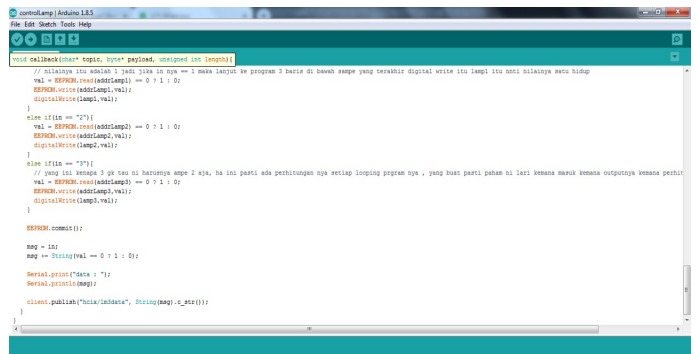 controlLamp | Arduino 1.8.5
File Edit Sketch Tools Help
void callback(char* topic, byte* payload, unsigned int length){
// nilainya itu adalah 1 jadi jika in nya == 1 maka lanjut ke program 3 baris di bawah sampe yang terakhir digital write itu lamp1 itu nnti nilainya satu hidup
val = EEPROM.read(addrLamp1) == 0 ? 1 : 0;
EEPROM.write(addrLamp1,val);
digitalWrite(lamp1,val);
}
else if(in == "2"){
val = EEPROM.read(addrLamp2) == 0 ? 1 : 0;
EEPROM.write(addrLamp2,val);
digitalWrite(lamp2,val);
}
else if(in == "3"){
// yang ini kenapa 3 gk tau ni harusnya ampe 2 aja, ha ini pasti ada perhitungan nya setiap looping prgram nya , yang buat pasti paham ni lari kemana masuk kemana outputnya kemana perhit
val = EEPROM.read(addrLamp3) == 0 ? 1 : 0;
EEPROM.write(addrLamp3,val);
digitalWrite(lamp3,val);
}
EEPROM.commit();
msg = in;
msg += String(val == 0 ? 1 : 0);
Serial.print("data : ");
Serial.println(msg);
client.publish("hcix/lm3data", String(msg).c_str());
}
}